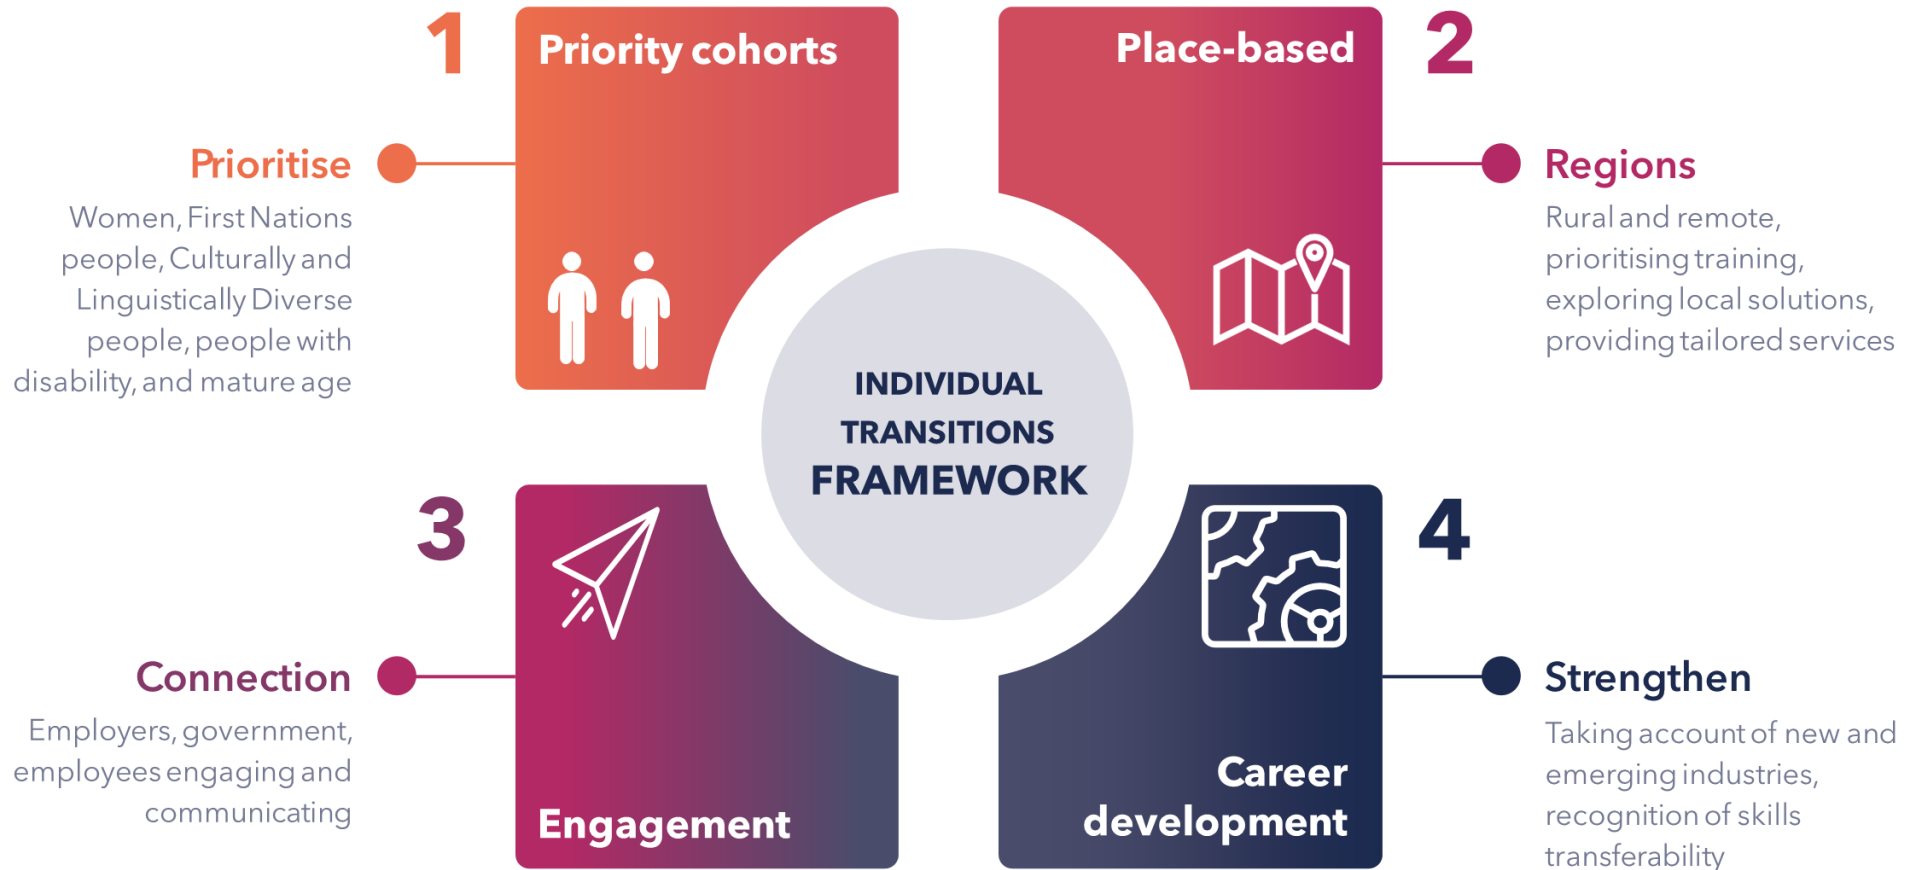 1
Priority cohorts
Prioritise
Women, First Nations
people, Culturally and
Linguistically Diverse
people, people with
disability, and mature age
Place-based
2
Regions
Rural and remote,
prioritising training,
exploring local solutions,
providing tailored services
INDIVIDUAL
TRANSITIONS
FRAMEWORK
3
Connection
Employers, government,
employees engaging and
communicating
Engagement
4
Strengthen
Taking account of new and
emerging industries,
recognition of skills
transferability
Career
development